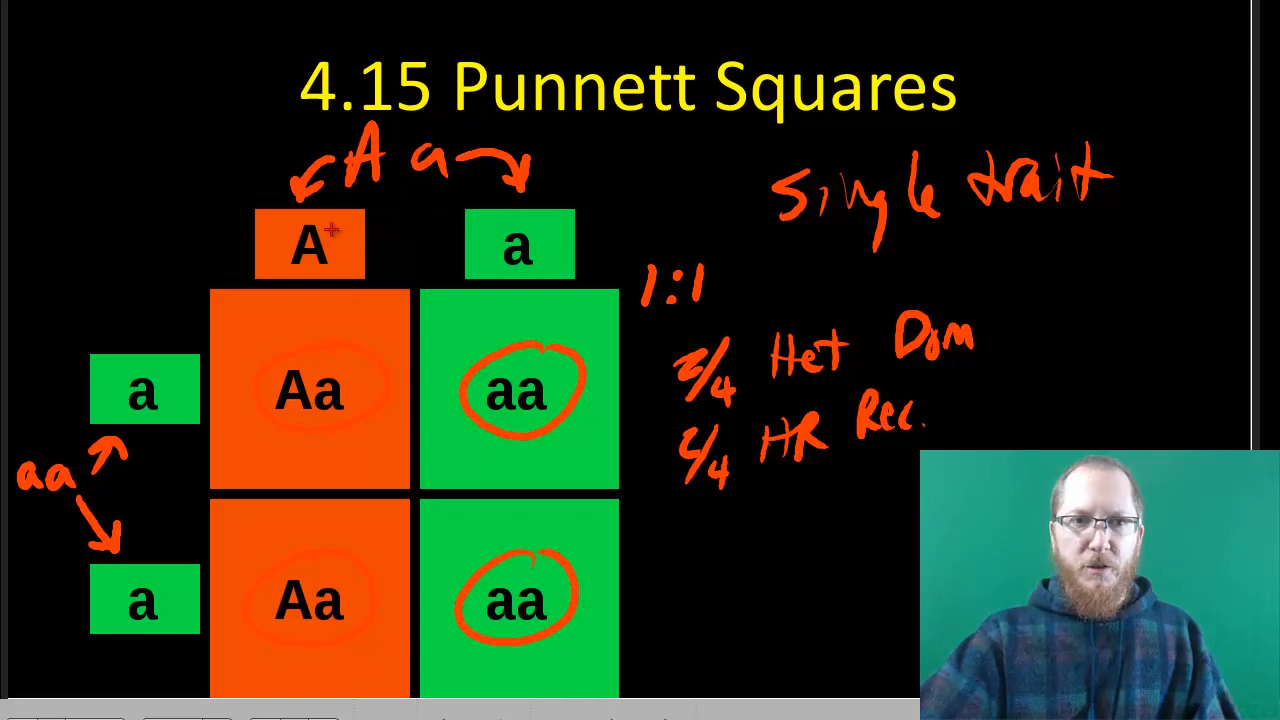 4.15 Punnett Squares
A a
single trait
A a
1:1
a Aa aa
2/4 Het Dom
2/4 HR Rec.
aa
a Aa aa